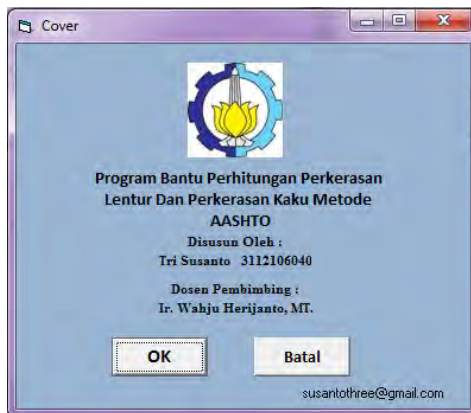 Cover
Program Bantu Perhitungan Perkerasan
Lentur Dan Perkerasan Kaku Metode
AASHTO
Disusun Oleh :
Tri Susanto 3112106040
Dosen Pembimbing :
Ir. Wahju Herijanto, MT.
OK Batal
susantothree@gmail.com